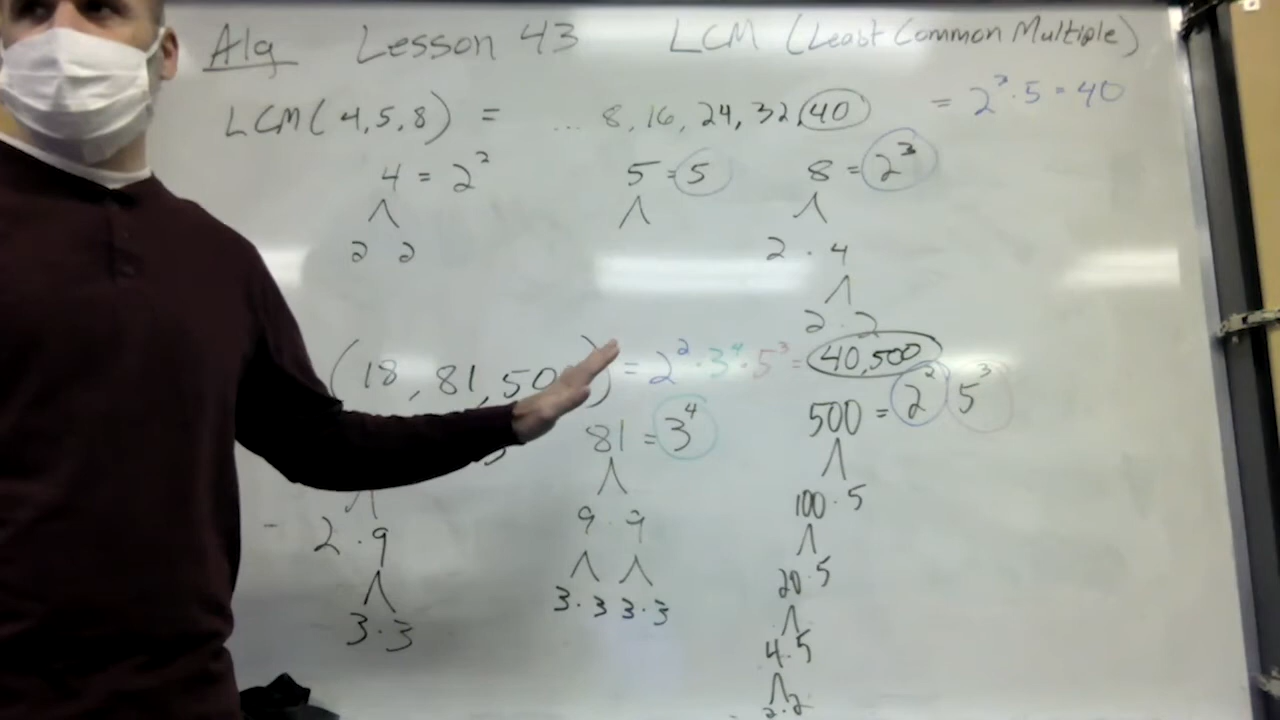 Alg Lesson 43 LCM (Least Common Multiple)
LCM(4,5,8) = ... 8, 16, 24, 32, 40 = 2³·5 = 40
4 = 2² 5 = 5 8 = 2³
2 2 2 · 4
2 · 2
(18, 81, 50 ) = 2² · 3⁴ · 5³ = 40,500
81 = 3⁴ 500 = 2² 5³
100 · 5
2 · 9 9 · 9
20 · 5
3 · 3 3 · 3 3 · 3
4 · 5
2 · 2